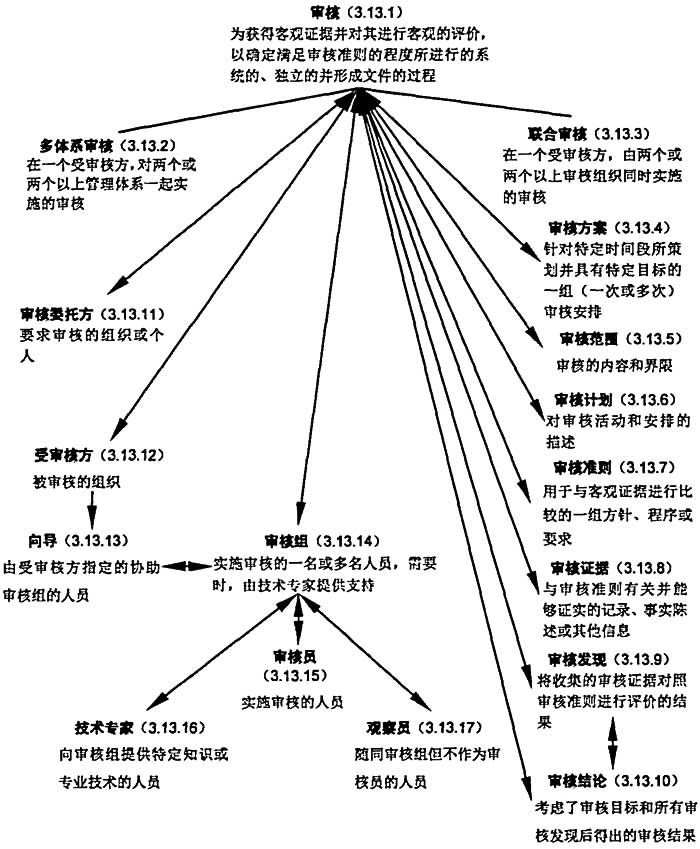 审核（3.13.1）
为获得客观证据并对其进行客观的评价，
以确定满足审核准则的程度所进行的系
统的、独立的并形成文件的过程
多体系审核（3.13.2）
在一个受审核方，对两个或
两个以上管理体系一起实
施的审核
联合审核（3.13.3）
在一个受审核方，由两个或
两个以上审核组织同时实施
的审核
审核方案（3.13.4）
针对特定时间段所策
划并具有特定目标的
一组（一次或多次）
审核安排
审核委托方（3.13.11）
要求审核的组织或个
人
审核范围（3.13.5）
审核的内容和界限
审核计划（3.13.6）
对审核活动和安排的
描述
受审核方（3.13.12）
被审核的组织
审核准则（3.13.7）
用于与客观证据进行比
较的一组方针、程序或
要求
向导（3.13.13）
由受审核方指定的协助
审核组的人员
审核组（3.13.14）
实施审核的一名或多名人员，需要
时，由技术专家提供支持
审核证据（3.13.8）
与审核准则有关并能
够证实的记录、事实陈
述或其他信息
审核员
（3.13.15）
实施审核的人员
审核发现（3.13.9）
将收集的审核证据对照
审核准则进行评价的结
果
技术专家（3.13.16）
向审核组提供特定知识或
专业技术的人员
观察员（3.13.17）
随同审核组但不作为审
核员的人员
审核结论（3.13.10）
考虑了审核目标和所有审
核发现后得出的审核结果